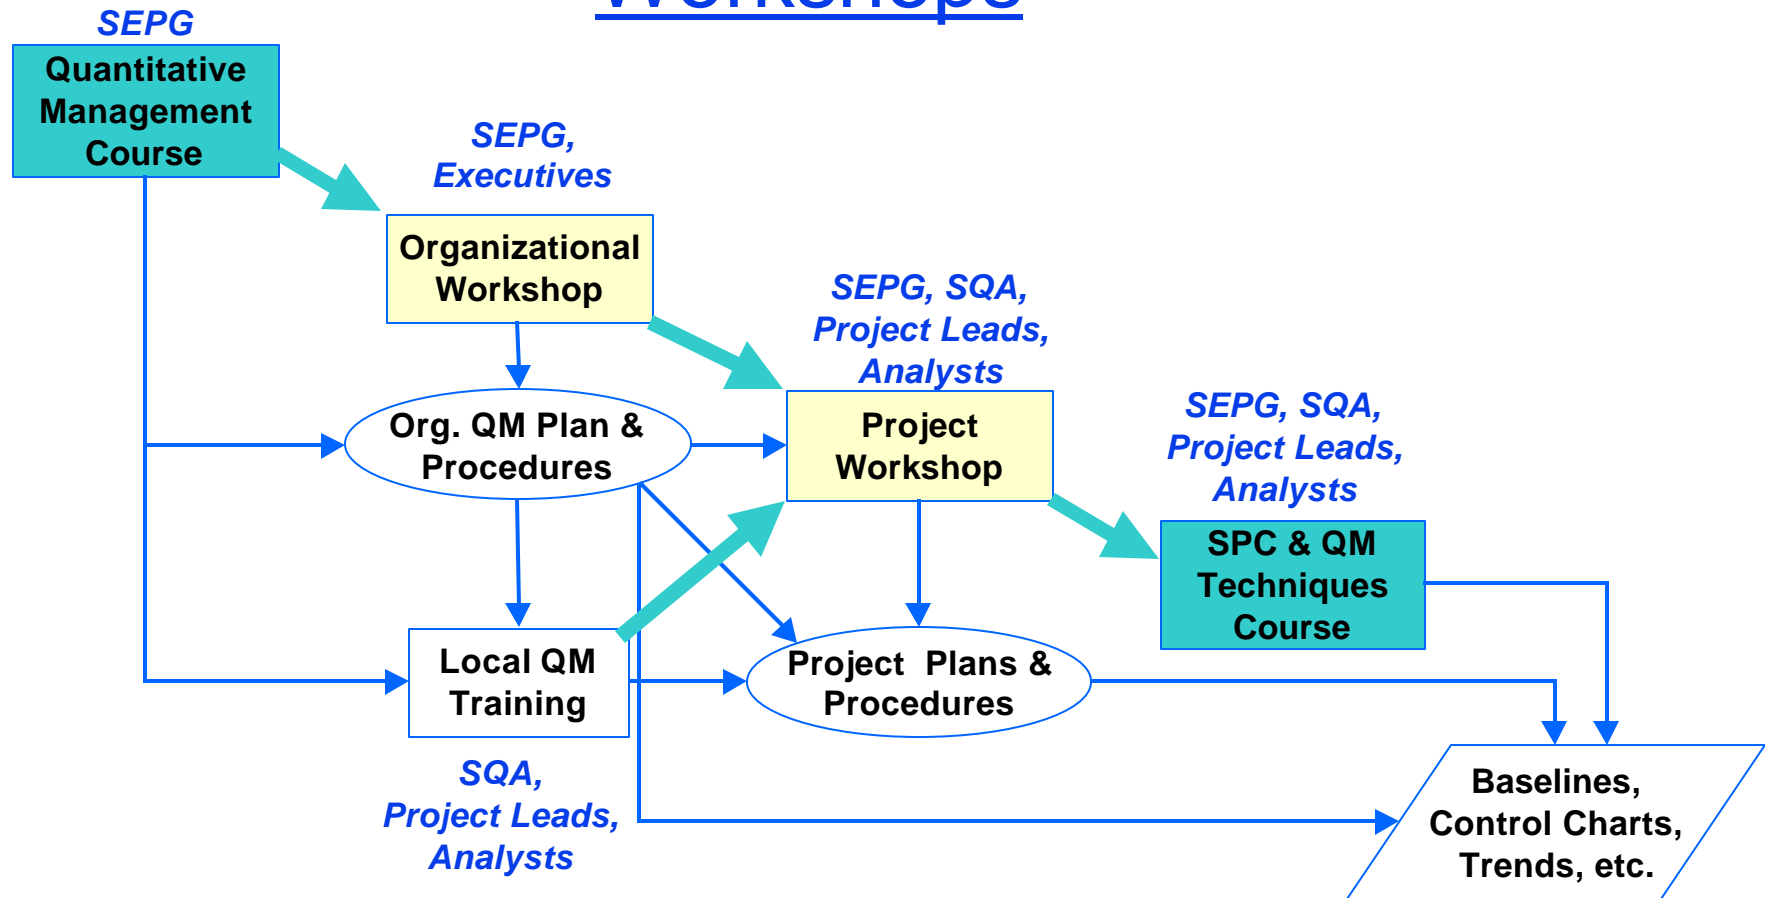 Workshops
SEPG
Quantitative
Management
Course
SEPG,
Executives
Organizational
Workshop
SEPG, SQA,
Project Leads,
Analysts
Org. QM Plan &
Procedures
Project
Workshop
SEPG, SQA,
Project Leads,
Analysts
SPC & QM
Techniques
Course
Local QM
Training
Project Plans &
Procedures
SQA,
Project Leads,
Analysts
Baselines,
Control Charts,
Trends, etc.